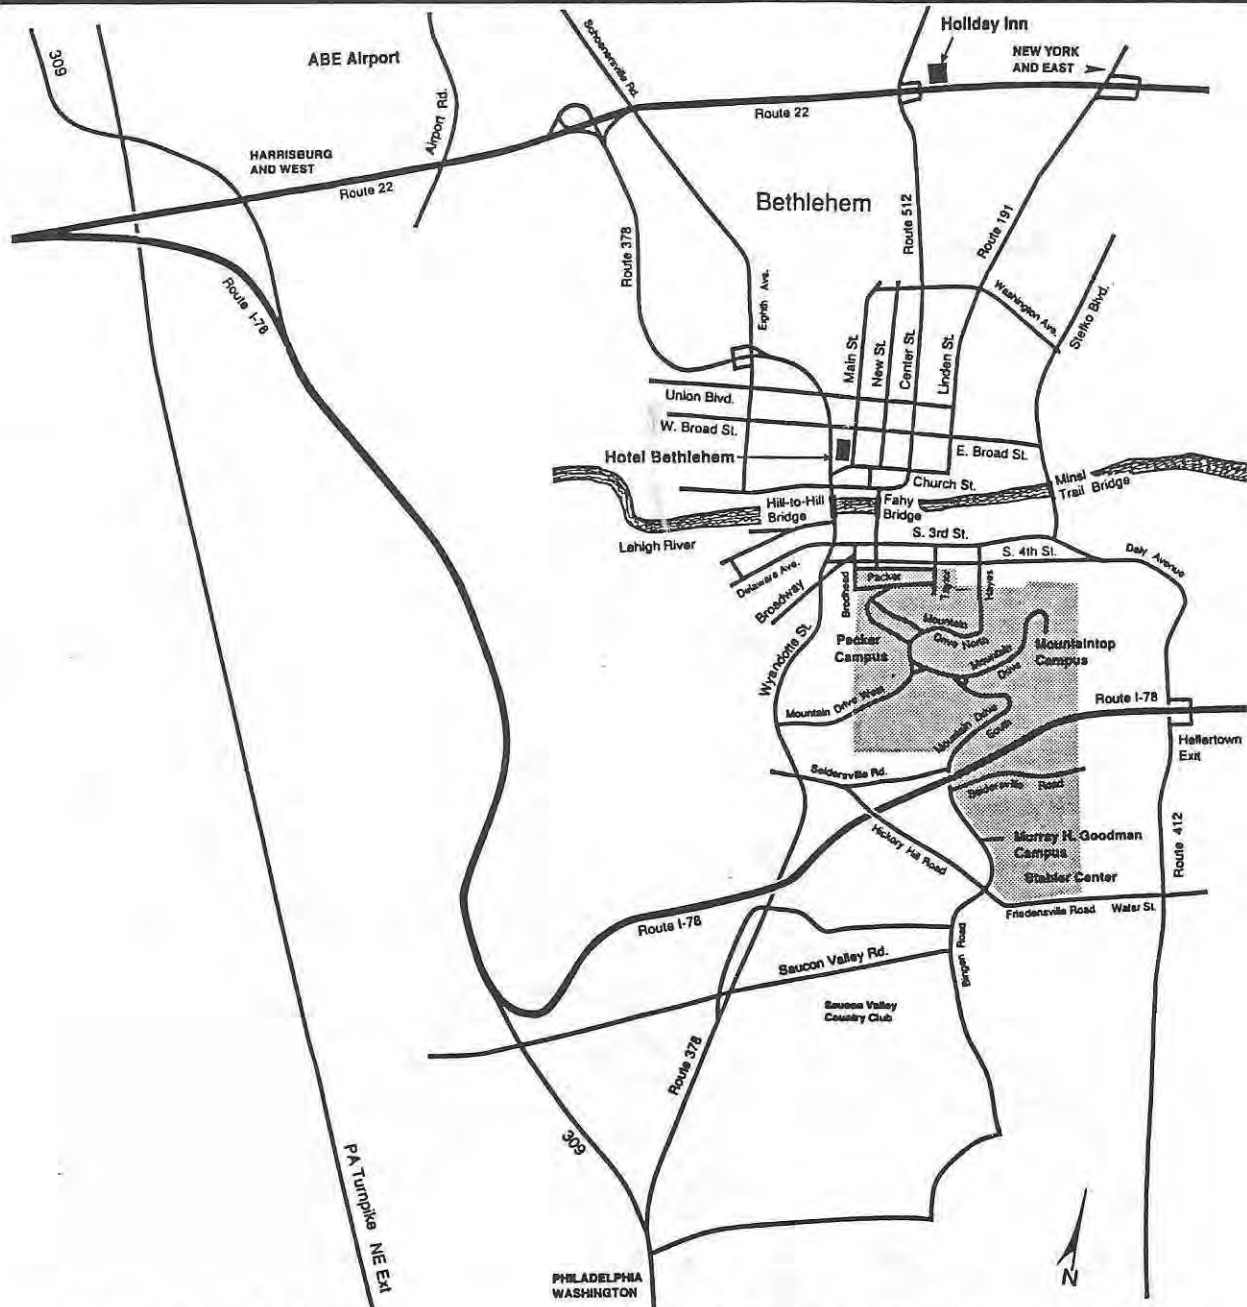 Holiday Inn
NEW YORK
AND EAST
309
ABE Airport
Schoenersville Rd.
Airport Rd.
Route 22
HARRISBURG
AND WEST
Route 22
Bethlehem
Route 378
Route 512
Route 191
Route I-78
Eighth Ave.
Washington Ave.
Stefko Blvd.
Main St.
New St.
Center St.
Linden St.
Union Blvd.
W. Broad St.
Hotel Bethlehem
E. Broad St.
Church St.
Minsi
Trail Bridge
Hill-to-Hill
Bridge
Fahy
Bridge
Lehigh River
S. 3rd St.
S. 4th St.
Daly Avenue
Delaware Ave.
Broadway
Brodhead
Packer
Taylor
Hayes
Wyandotte St.
Mountain
Drive North
Packer
Campus
Mountain
Drive
Mountaintop
Campus
Mountain Drive West
Mountain Drive
South
Route I-78
Hellertown
Exit
Seidersville Rd.
Seidersville Road
Hickory Hill Road
Murray H. Goodman
Campus
Stabler Center
Route 412
Friedensville Road
Water St.
Route I-78
Saucon Valley Rd.
Bingen Road
Saucon Valley
Country Club
Route 378
309
PA Turnpike NE Ext
PHILADELPHIA
WASHINGTON
N